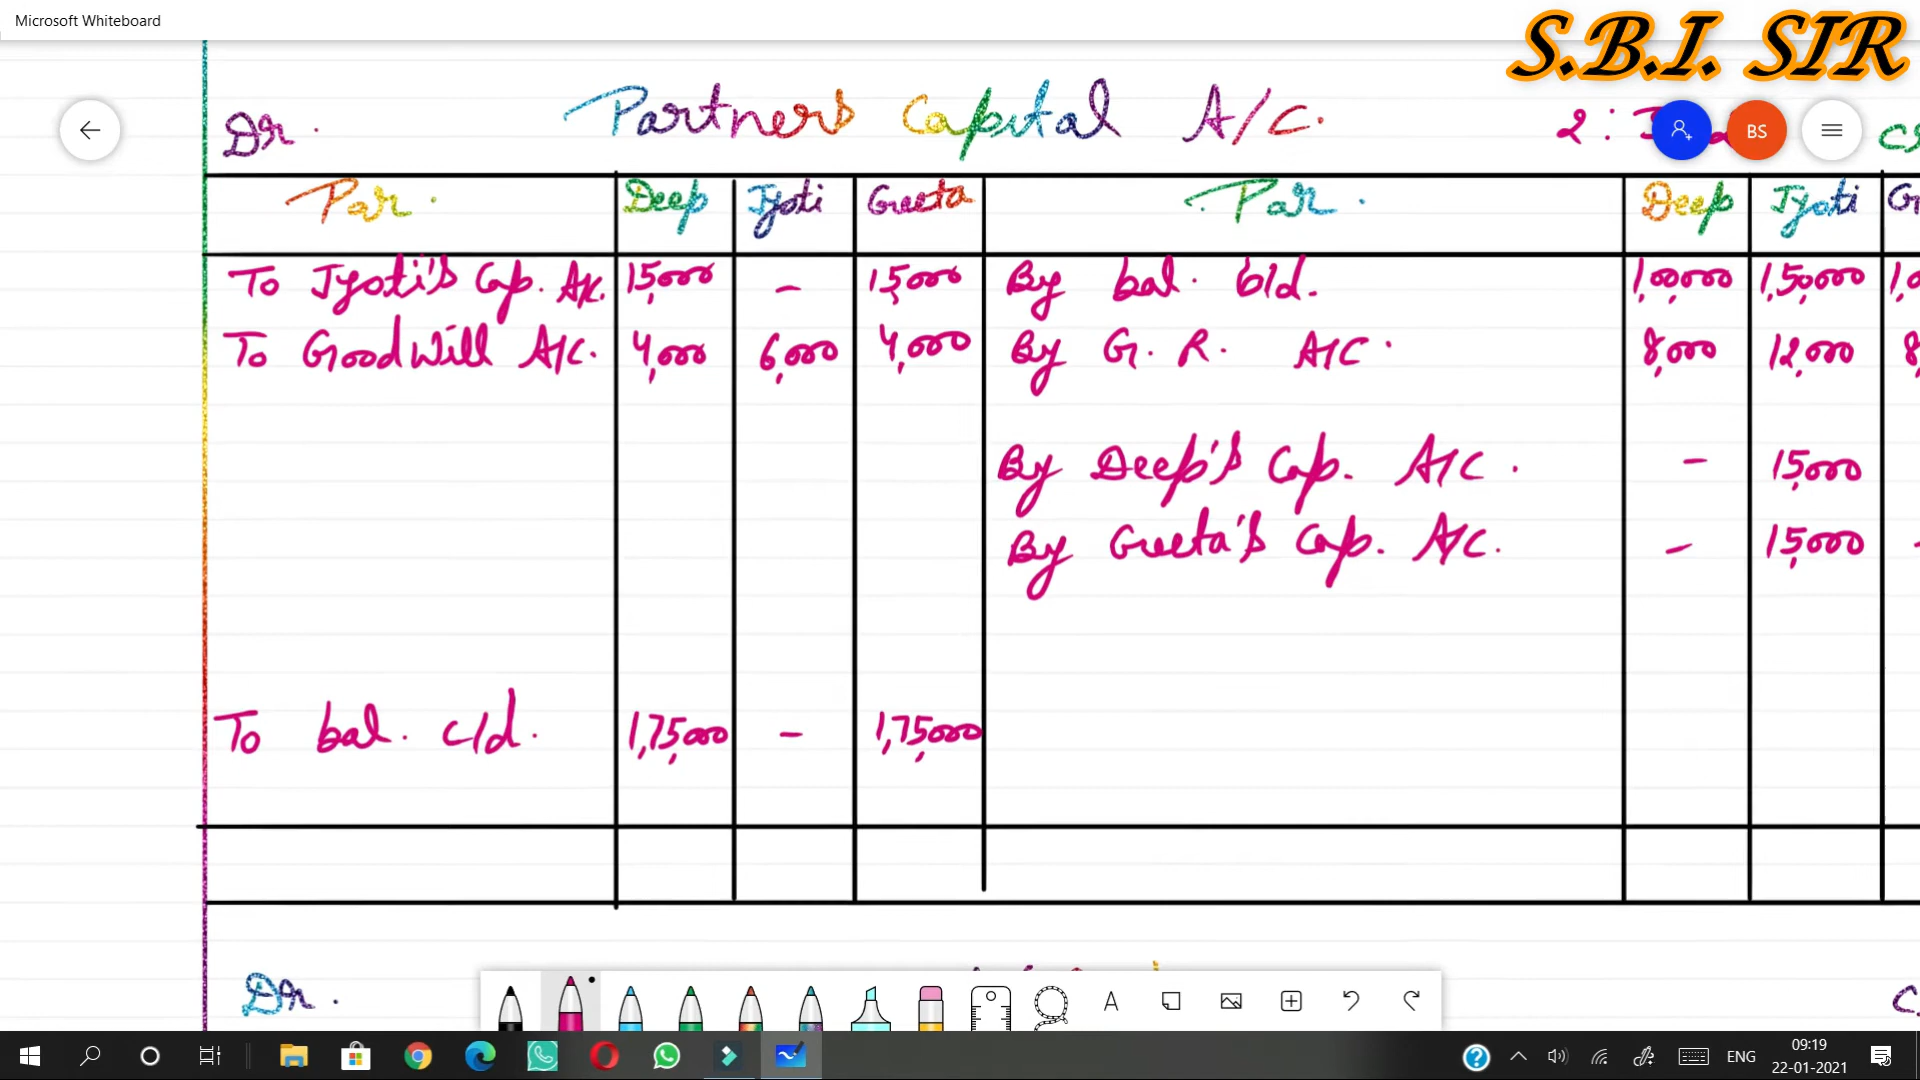 Microsoft Whiteboard
S.B.I. SIR
Dr. Partners Capital A/C. 2:
BS
Par. Deep Jyoti Geeta Par. Deep Jyoti
To Jyoti's Cap. A/c. 15,000 - 15,000 By bal. b/d. 1,00,000 1,50,000
To GoodWill A/C. 4,000 6,000 4,000 By G. R. A/C. 8,000 12,000
By Deep's Cap. A/C. - 15,000
By Geeta's Cap. A/C. - 15,000
To bal. c/d. 1,75,000 - 1,75,000
Dr.
A
ENG
09:19
22-01-2021